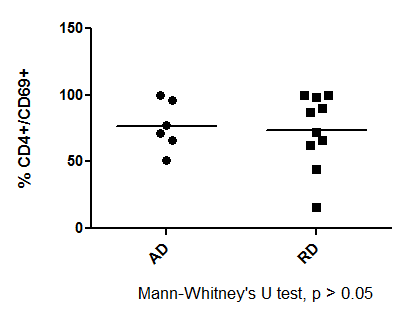 150
100
50
0
% CD4+/CD69+
AD
RD
Mann-Whitney's U test, p > 0.05